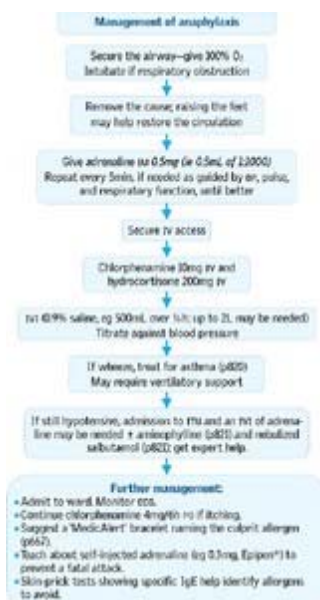 Management of anaphylaxis
Secure the airway—give 100% O₂
Intubate if respiratory obstruction
Remove the cause; raising the feet
may help restore the circulation
Give adrenaline IM 0.5mg (ie 0.5mL of 1:1000)
Repeat every 5min, if needed as guided by BP, pulse,
and respiratory function, until better
Secure IV access
Chlorphenamine 10mg IV and
hydrocortisone 200mg IV
IVI (0.9% saline, eg 500mL over ¼h; up to 2L may be needed)
Titrate against blood pressure
If wheeze, treat for asthma (p820)
May require ventilatory support
If still hypotensive, admission to ITU and an IVI of adrena-
line may be needed ± aminophylline (p821) and nebulized
salbutamol (p821): get expert help.
Further management:
• Admit to ward. Monitor ECG.
• Continue chlorphenamine 4mg/6h PO if itching.
• Suggest a 'MedicAlert' bracelet naming the culprit allergen
(p667).
• Teach about self-injected adrenaline (eg 0.3mg, Epipen®) to
prevent a fatal attack.
• Skin-prick tests showing specific IgE help identify allergens
to avoid.